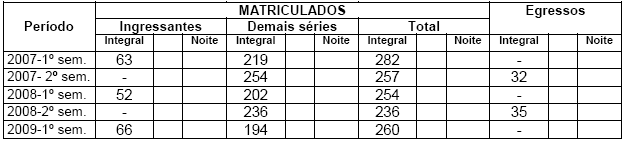 Período MATRICULADOS Egressos
Ingressantes Demais séries Total
Integral Noite Integral Noite Integral Noite Integral Noite
2007-1º sem. 63 219 282 -
2007- 2º sem. - 254 257 32
2008-1º sem. 52 202 254 -
2008-2º sem. - 236 236 35
2009-1º sem. 66 194 260 -